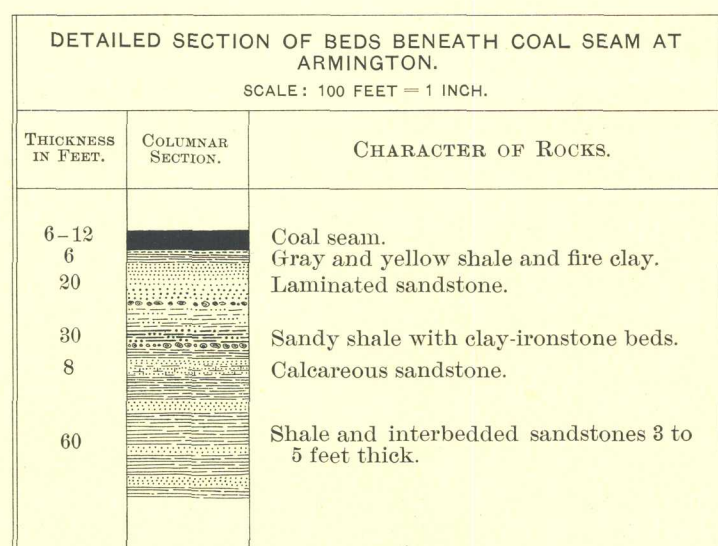 DETAILED SECTION OF BEDS BENEATH COAL SEAM AT
ARMINGTON.
SCALE: 100 FEET = 1 INCH.
THICKNESS IN FEET.
COLUMNAR SECTION.
CHARACTER OF ROCKS.
6–12 Coal seam.
6 Gray and yellow shale and fire clay.
20 Laminated sandstone.
30 Sandy shale with clay-ironstone beds.
8 Calcareous sandstone.
60 Shale and interbedded sandstones 3 to
5 feet thick.